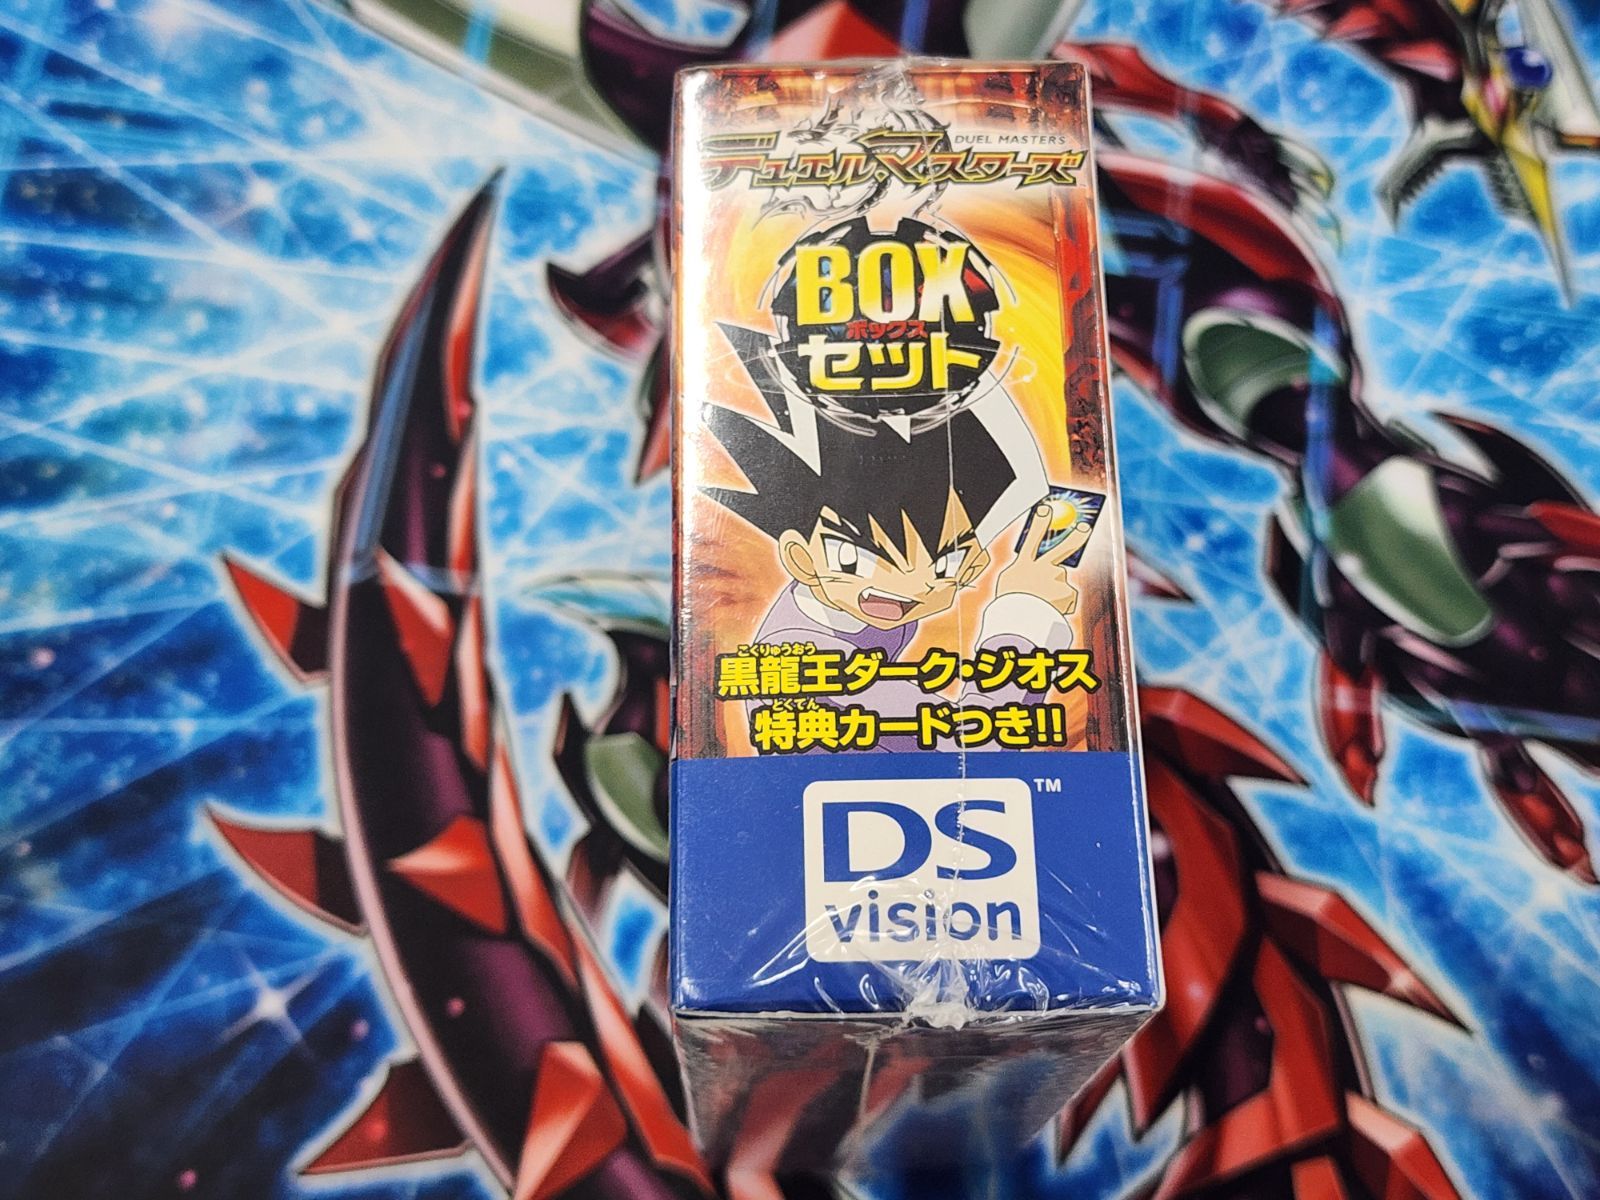 DUEL MASTERS
デュエル・マスターズ
BOX
ボックス
セット
こくりゅうおう
黒龍王ダーク・ジオス
とくてん
特典カードつき!!
DS™
vision